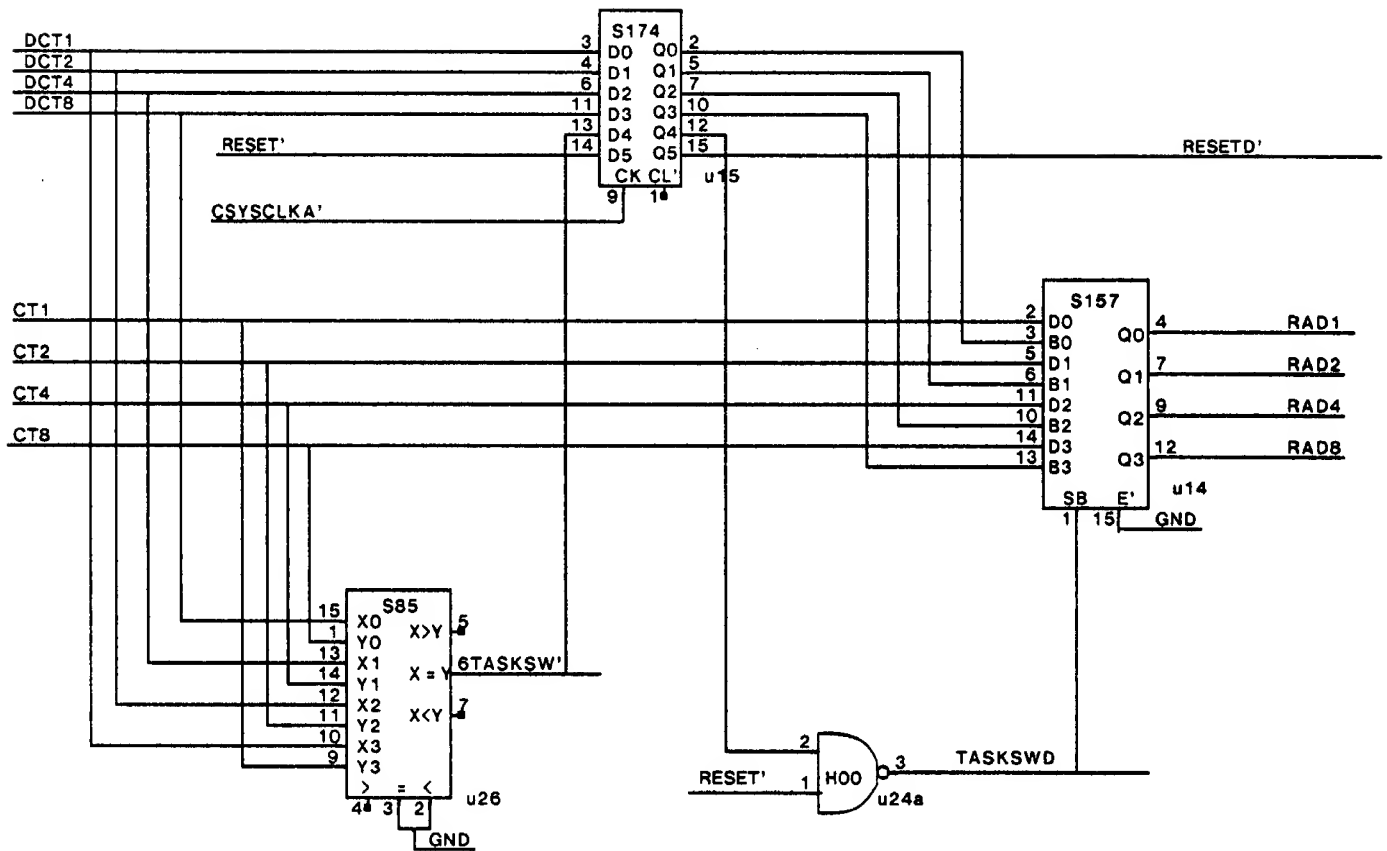 DCT1
DCT2
DCT4
DCT8
RESET'
CSYSCLKA'
S174
3 D0 Q0 2
4 D1 Q1 5
6 D2 Q2 7
11 D3 Q3 10
13 D4 Q4 12
14 D5 Q5 15
CK CL'
9 1
u15
RESETD'
CT1
CT2
CT4
CT8
S157
2 D0
3 B0
5 D1
6 B1
11 D2
10 B2
14 D3
13 B3
Q0 4 RAD1
Q1 7 RAD2
Q2 9 RAD4
Q3 12 RAD8
SB E'
1 15
u14
GND
S85
15 X0
1 Y0
13 X1
14 Y1
12 X2
11 Y2
10 X3
9 Y3
X>Y 5
X = Y 6 TASKSW'
X<Y 7
> = <
4 3 2
u26
GND
2
RESET' 1
H00
3 TASKSWD
u24a